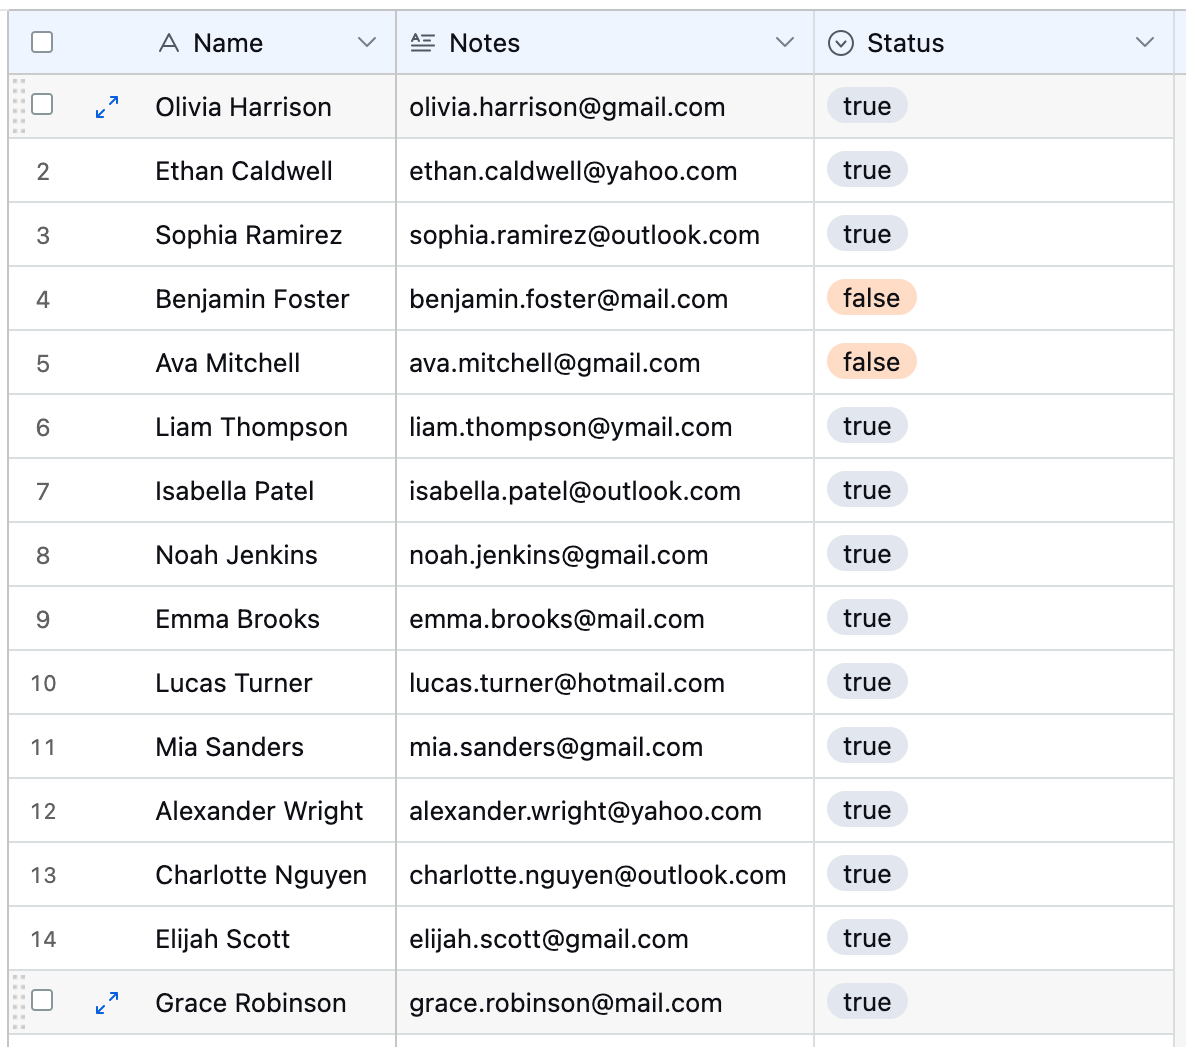 Name Notes Status
Olivia Harrison olivia.harrison@gmail.com true
2 Ethan Caldwell ethan.caldwell@yahoo.com true
3 Sophia Ramirez sophia.ramirez@outlook.com true
4 Benjamin Foster benjamin.foster@mail.com false
5 Ava Mitchell ava.mitchell@gmail.com false
6 Liam Thompson liam.thompson@ymail.com true
7 Isabella Patel isabella.patel@outlook.com true
8 Noah Jenkins noah.jenkins@gmail.com true
9 Emma Brooks emma.brooks@mail.com true
10 Lucas Turner lucas.turner@hotmail.com true
11 Mia Sanders mia.sanders@gmail.com true
12 Alexander Wright alexander.wright@yahoo.com true
13 Charlotte Nguyen charlotte.nguyen@outlook.com true
14 Elijah Scott elijah.scott@gmail.com true
Grace Robinson grace.robinson@mail.com true